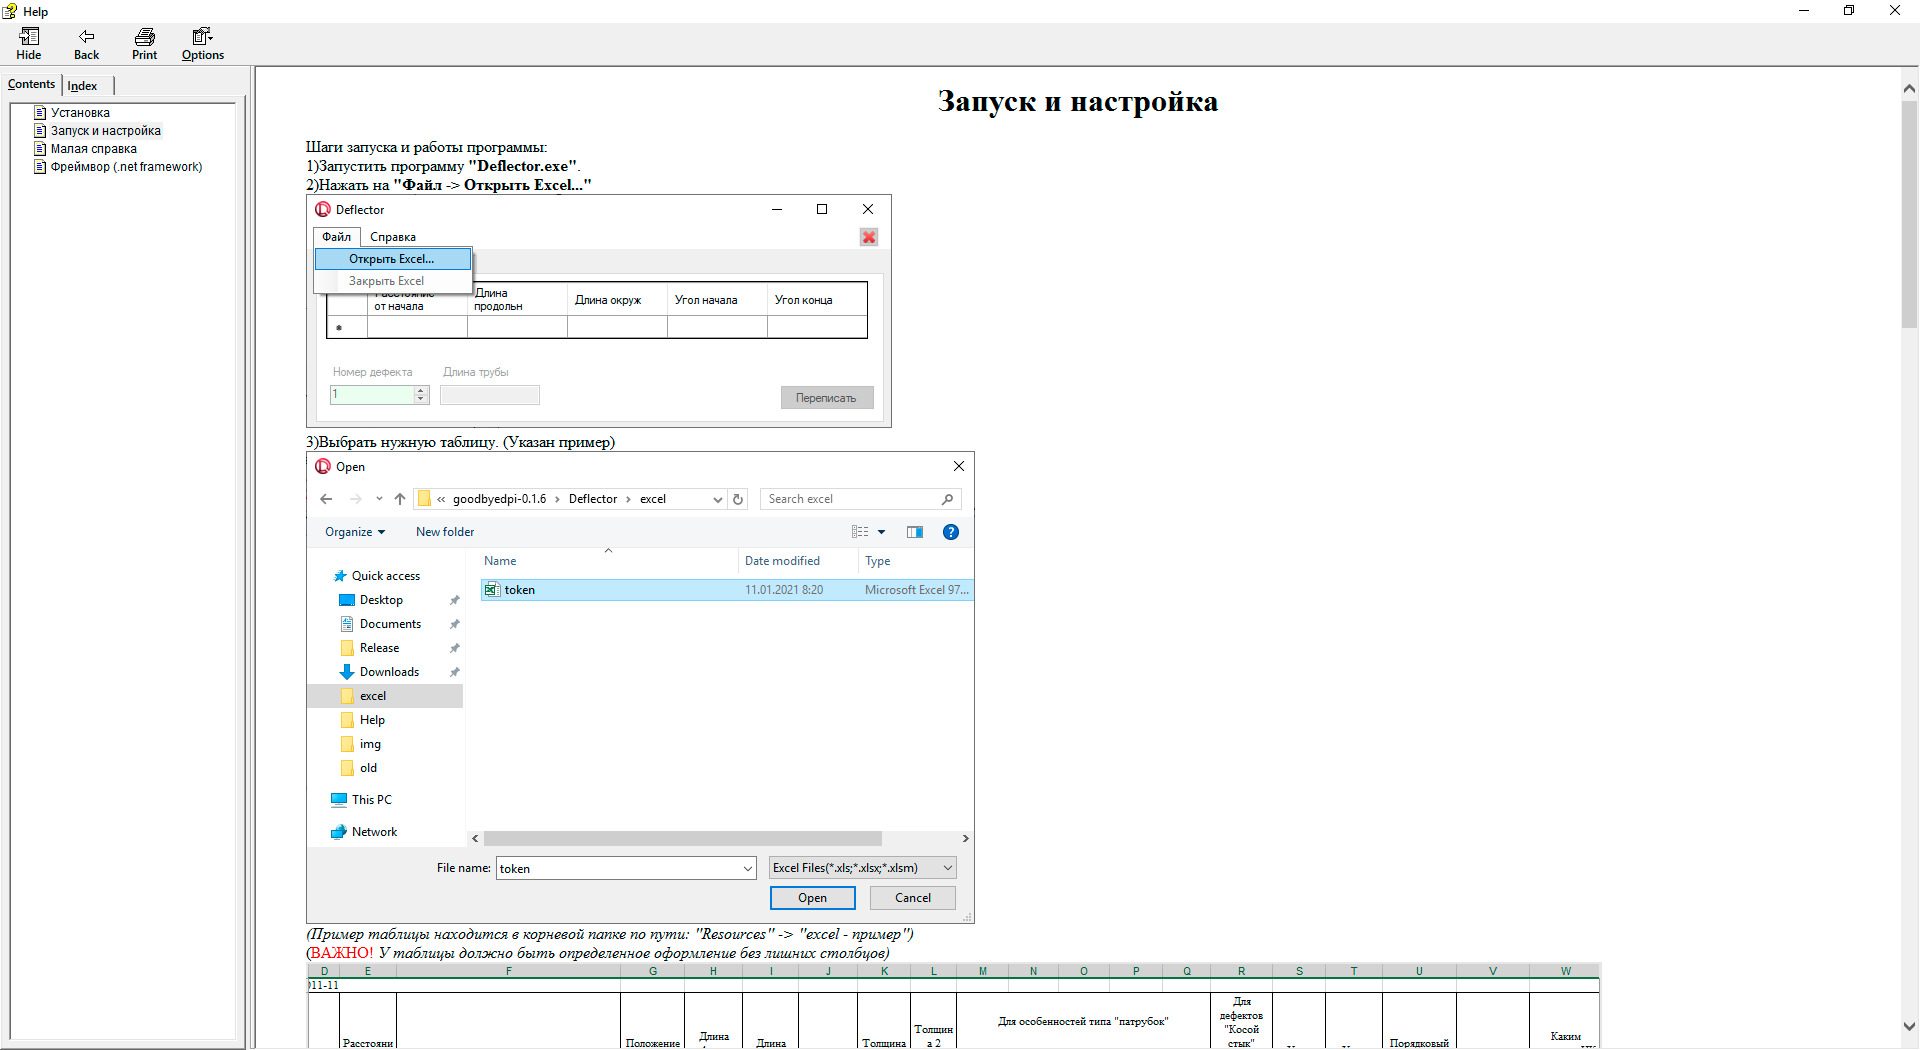 Help
Hide
Back
Print
Options
Contents
Index
Установка
Запуск и настройка
Малая справка
Фреймвор (.net framework)
Запуск и настройка
Шаги запуска и работы программы:
1)Запустить программу "Deflector.exe".
2)Нажать на "Файл -> Открыть Excel..."
Deflector
Файл Справка
Открыть Excel...
Закрыть Excel
от начала
Длина продольн
Длина окруж
Угол начала
Угол конца
*
Номер дефекта Длина трубы
1
Переписать
3)Выбрать нужную таблицу. (Указан пример)
Open
« goodbyedpi-0.1.6 > Deflector > excel
Search excel
Organize New folder
Name Date modified Type
token 11.01.2021 8:20 Microsoft Excel 97...
Quick access
Desktop
Documents
Release
Downloads
excel
Help
img
old
This PC
Network
File name: token
Excel Files(*.xls;*.xlsx;*.xlsm)
Open Cancel
(Пример таблицы находится в корневой папке по пути: "Resources" -> "excel - пример")
(ВАЖНО! У таблицы должно быть определенное оформление без лишних столбцов)
D E F G H I J K L M N O P Q R S T U V W
011-11
Расстояни
Положение
Длина
Длина
Толщина
Толщин
а 2
Для особенностей типа "патрубок"
Для
дефектов
"Косой
стык"
Порядковый
Каким